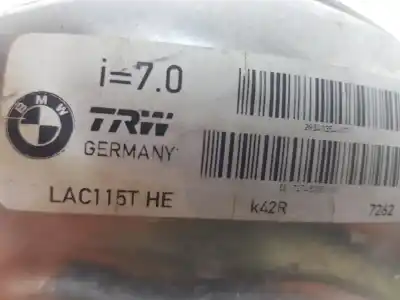 i=7.0
BMW
TRW
GERMANY
LAC115T HE
k42R
7262